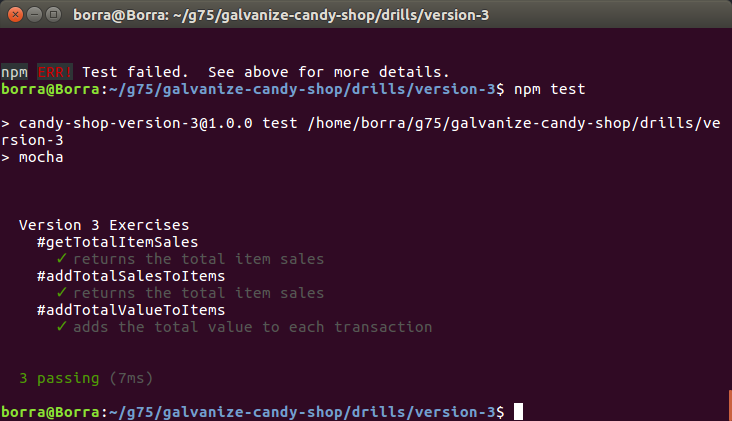 borra@Borra: ~/g75/galvanize-candy-shop/drills/version-3
npm ERR! Test failed.  See above for more details.
borra@Borra:~/g75/galvanize-candy-shop/drills/version-3$ npm test
> candy-shop-version-3@1.0.0 test /home/borra/g75/galvanize-candy-shop/drills/ve
rsion-3
> mocha
Version 3 Exercises
#getTotalItemSales
✓ returns the total item sales
#addTotalSalesToItems
✓ returns the total item sales
#addTotalValueToItems
✓ adds the total value to each transaction
3 passing (7ms)
borra@Borra:~/g75/galvanize-candy-shop/drills/version-3$